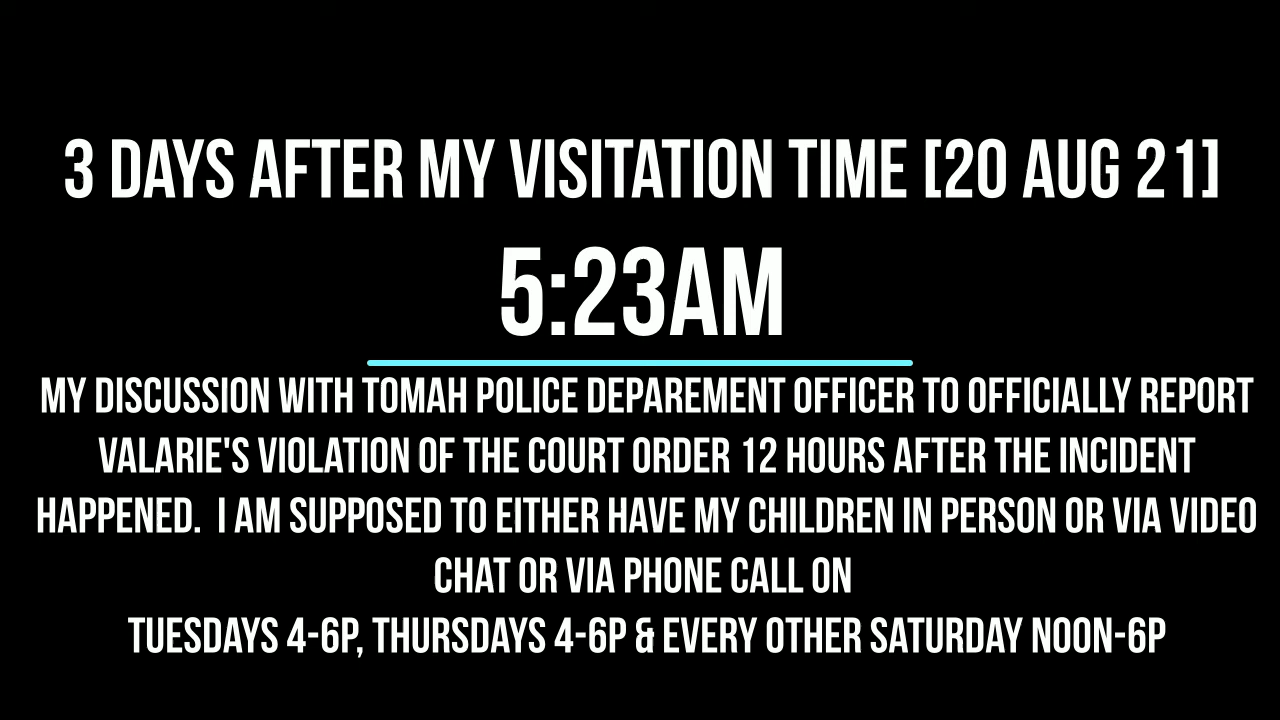 3 DAYS AFTER MY VISITATION TIME [20 AUG 21]
5:23AM
MY DISCUSSION WITH TOMAH POLICE DEPAREMENT OFFICER TO OFFICIALLY REPORT
VALARIE'S VIOLATION OF THE COURT ORDER 12 HOURS AFTER THE INCIDENT
HAPPENED.  I AM SUPPOSED TO EITHER HAVE MY CHILDREN IN PERSON OR VIA VIDEO
CHAT OR VIA PHONE CALL ON
TUESDAYS 4-6P, THURSDAYS 4-6P & EVERY OTHER SATURDAY NOON-6P